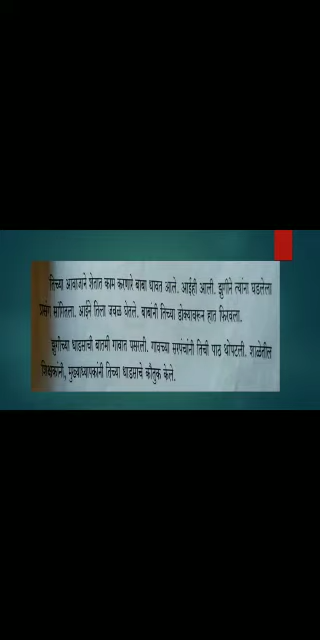 तिच्या आवाजाने शेतात काम करणारे बाबा धावत आले. आईही आली. झुगीने त्यांना घडलेला
प्रसंग सांगितला. आईने तिला जवळ घेतले. बाबांनी तिच्या डोक्यावरून हात फिरवला.
झुगीच्या धाडसाची बातमी गावात पसरली. गावच्या सरपंचांनी तिची पाठ थोपटली. शाळेतील
शिक्षकांनी, मुख्याध्यापकांनी तिच्या धाडसाचे कौतुक केले.